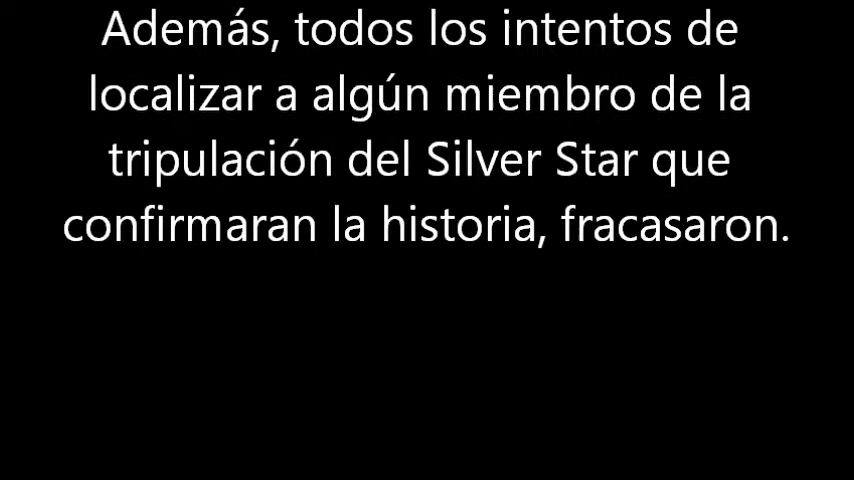 Además, todos los intentos de
localizar a algún miembro de la
tripulación del Silver Star que
confirmaran la historia, fracasaron.